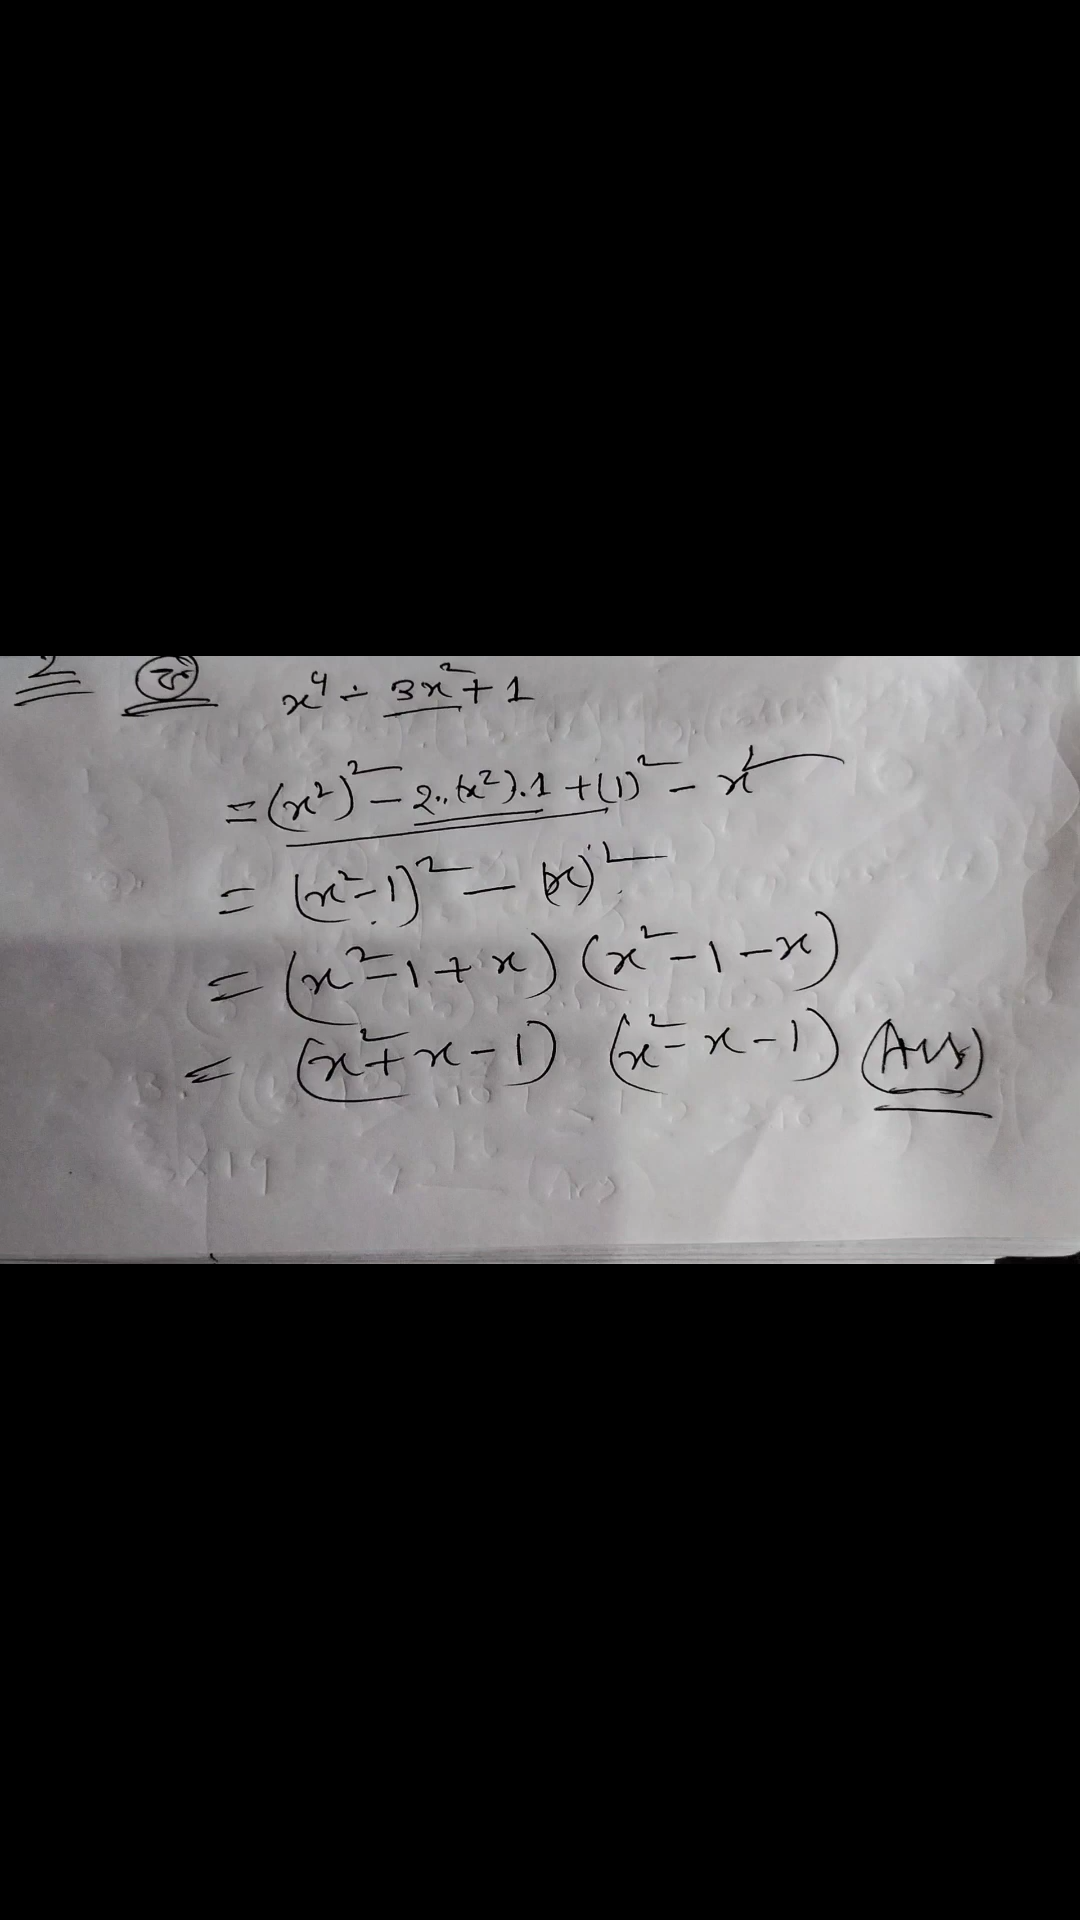 2 x⁴ - 3x² + 1
= (x²)² - 2.(x²).1 + (1)² - x²
= (x²-1)² - (x)²
= (x²-1+x) (x²-1-x)
= (x²+x-1) (x²-x-1) (Ans)